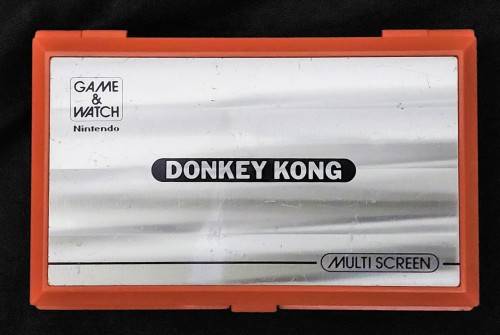 GAME
&
WATCH
Nintendo
DONKEY KONG
MULTI SCREEN